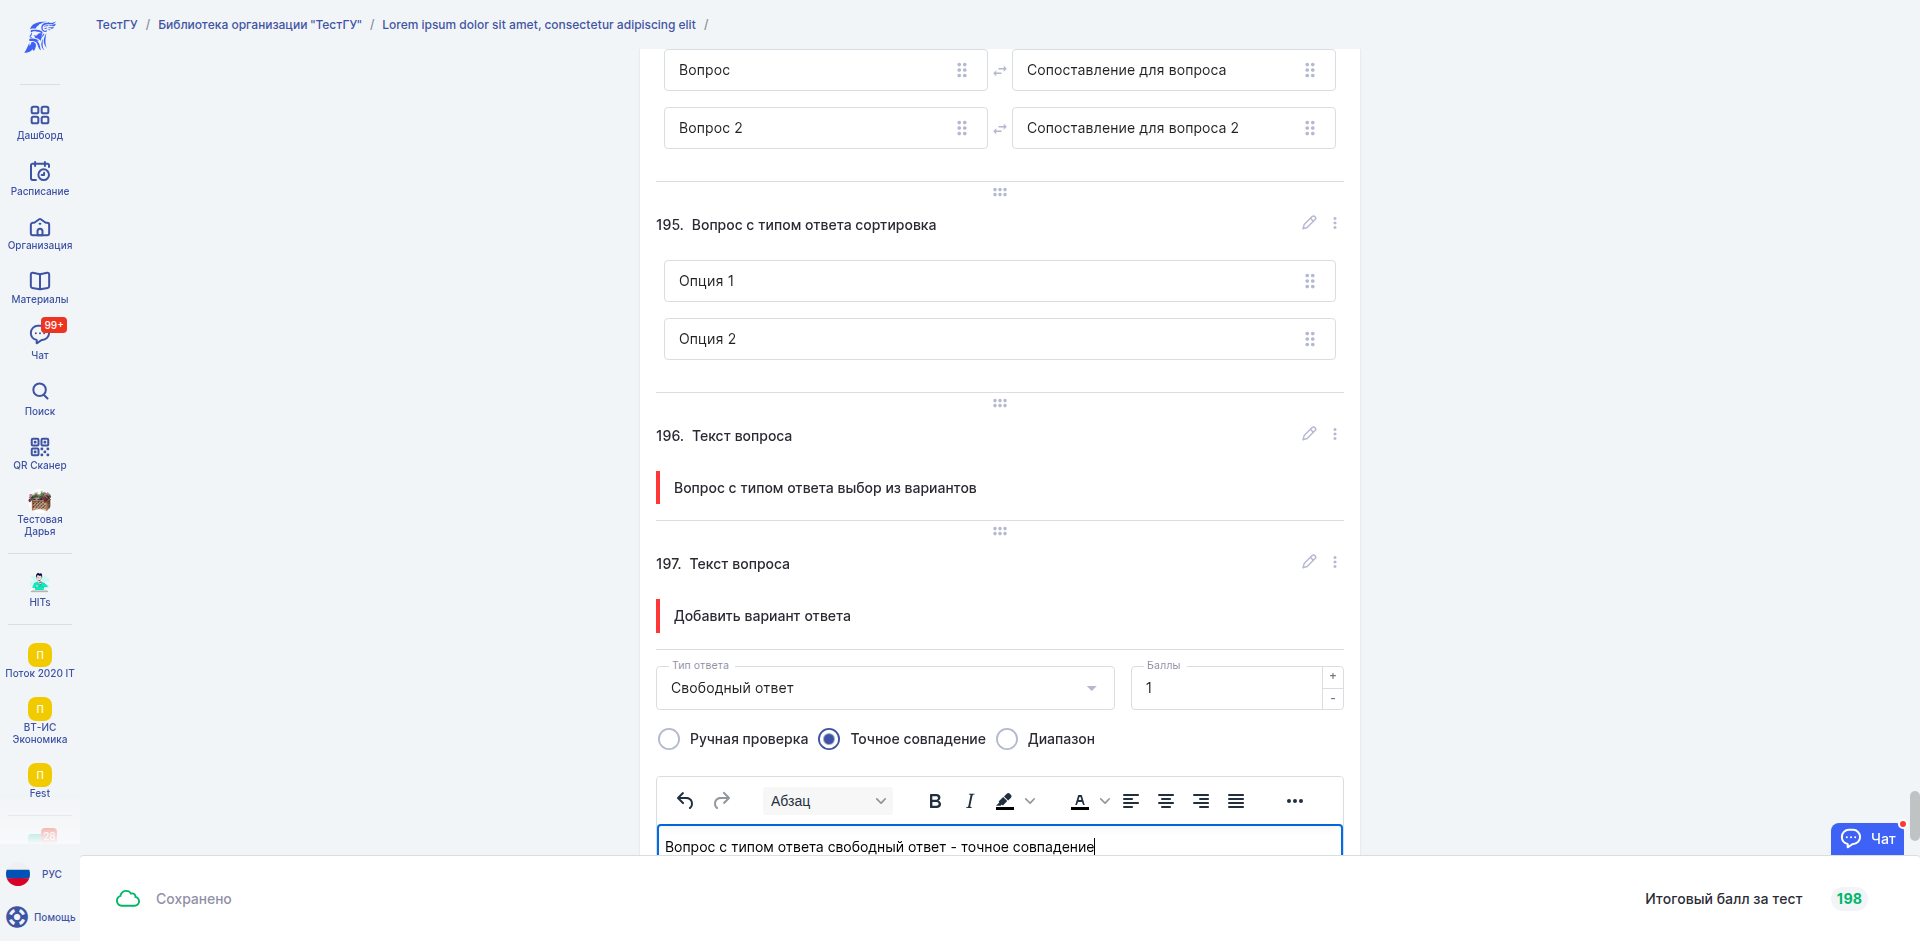 ТестГУ / Библиотека организации "ТестГУ" / Lorem ipsum dolor sit amet, consectetur adipiscing elit /
Дашборд
Расписание
Организация
Материалы
99+
Чат
Поиск
QR Сканер
Тестовая
Дарья
HITs
П
Поток 2020 IT
П
ВТ-ИС
Экономика
П
Fest
28
РУС
Помощь
Вопрос
Сопоставление для вопроса
Вопрос 2
Сопоставление для вопроса 2
195. Вопрос с типом ответа сортировка
Опция 1
Опция 2
196. Текст вопроса
Вопрос с типом ответа выбор из вариантов
197. Текст вопроса
Добавить вариант ответа
Тип ответа
Свободный ответ
Баллы
1
+
-
Ручная проверка
Точное совпадение
Диапазон
Абзац
B
I
A
Вопрос с типом ответа свободный ответ - точное совпадение
Чат
Сохранено
Итоговый балл за тест 198